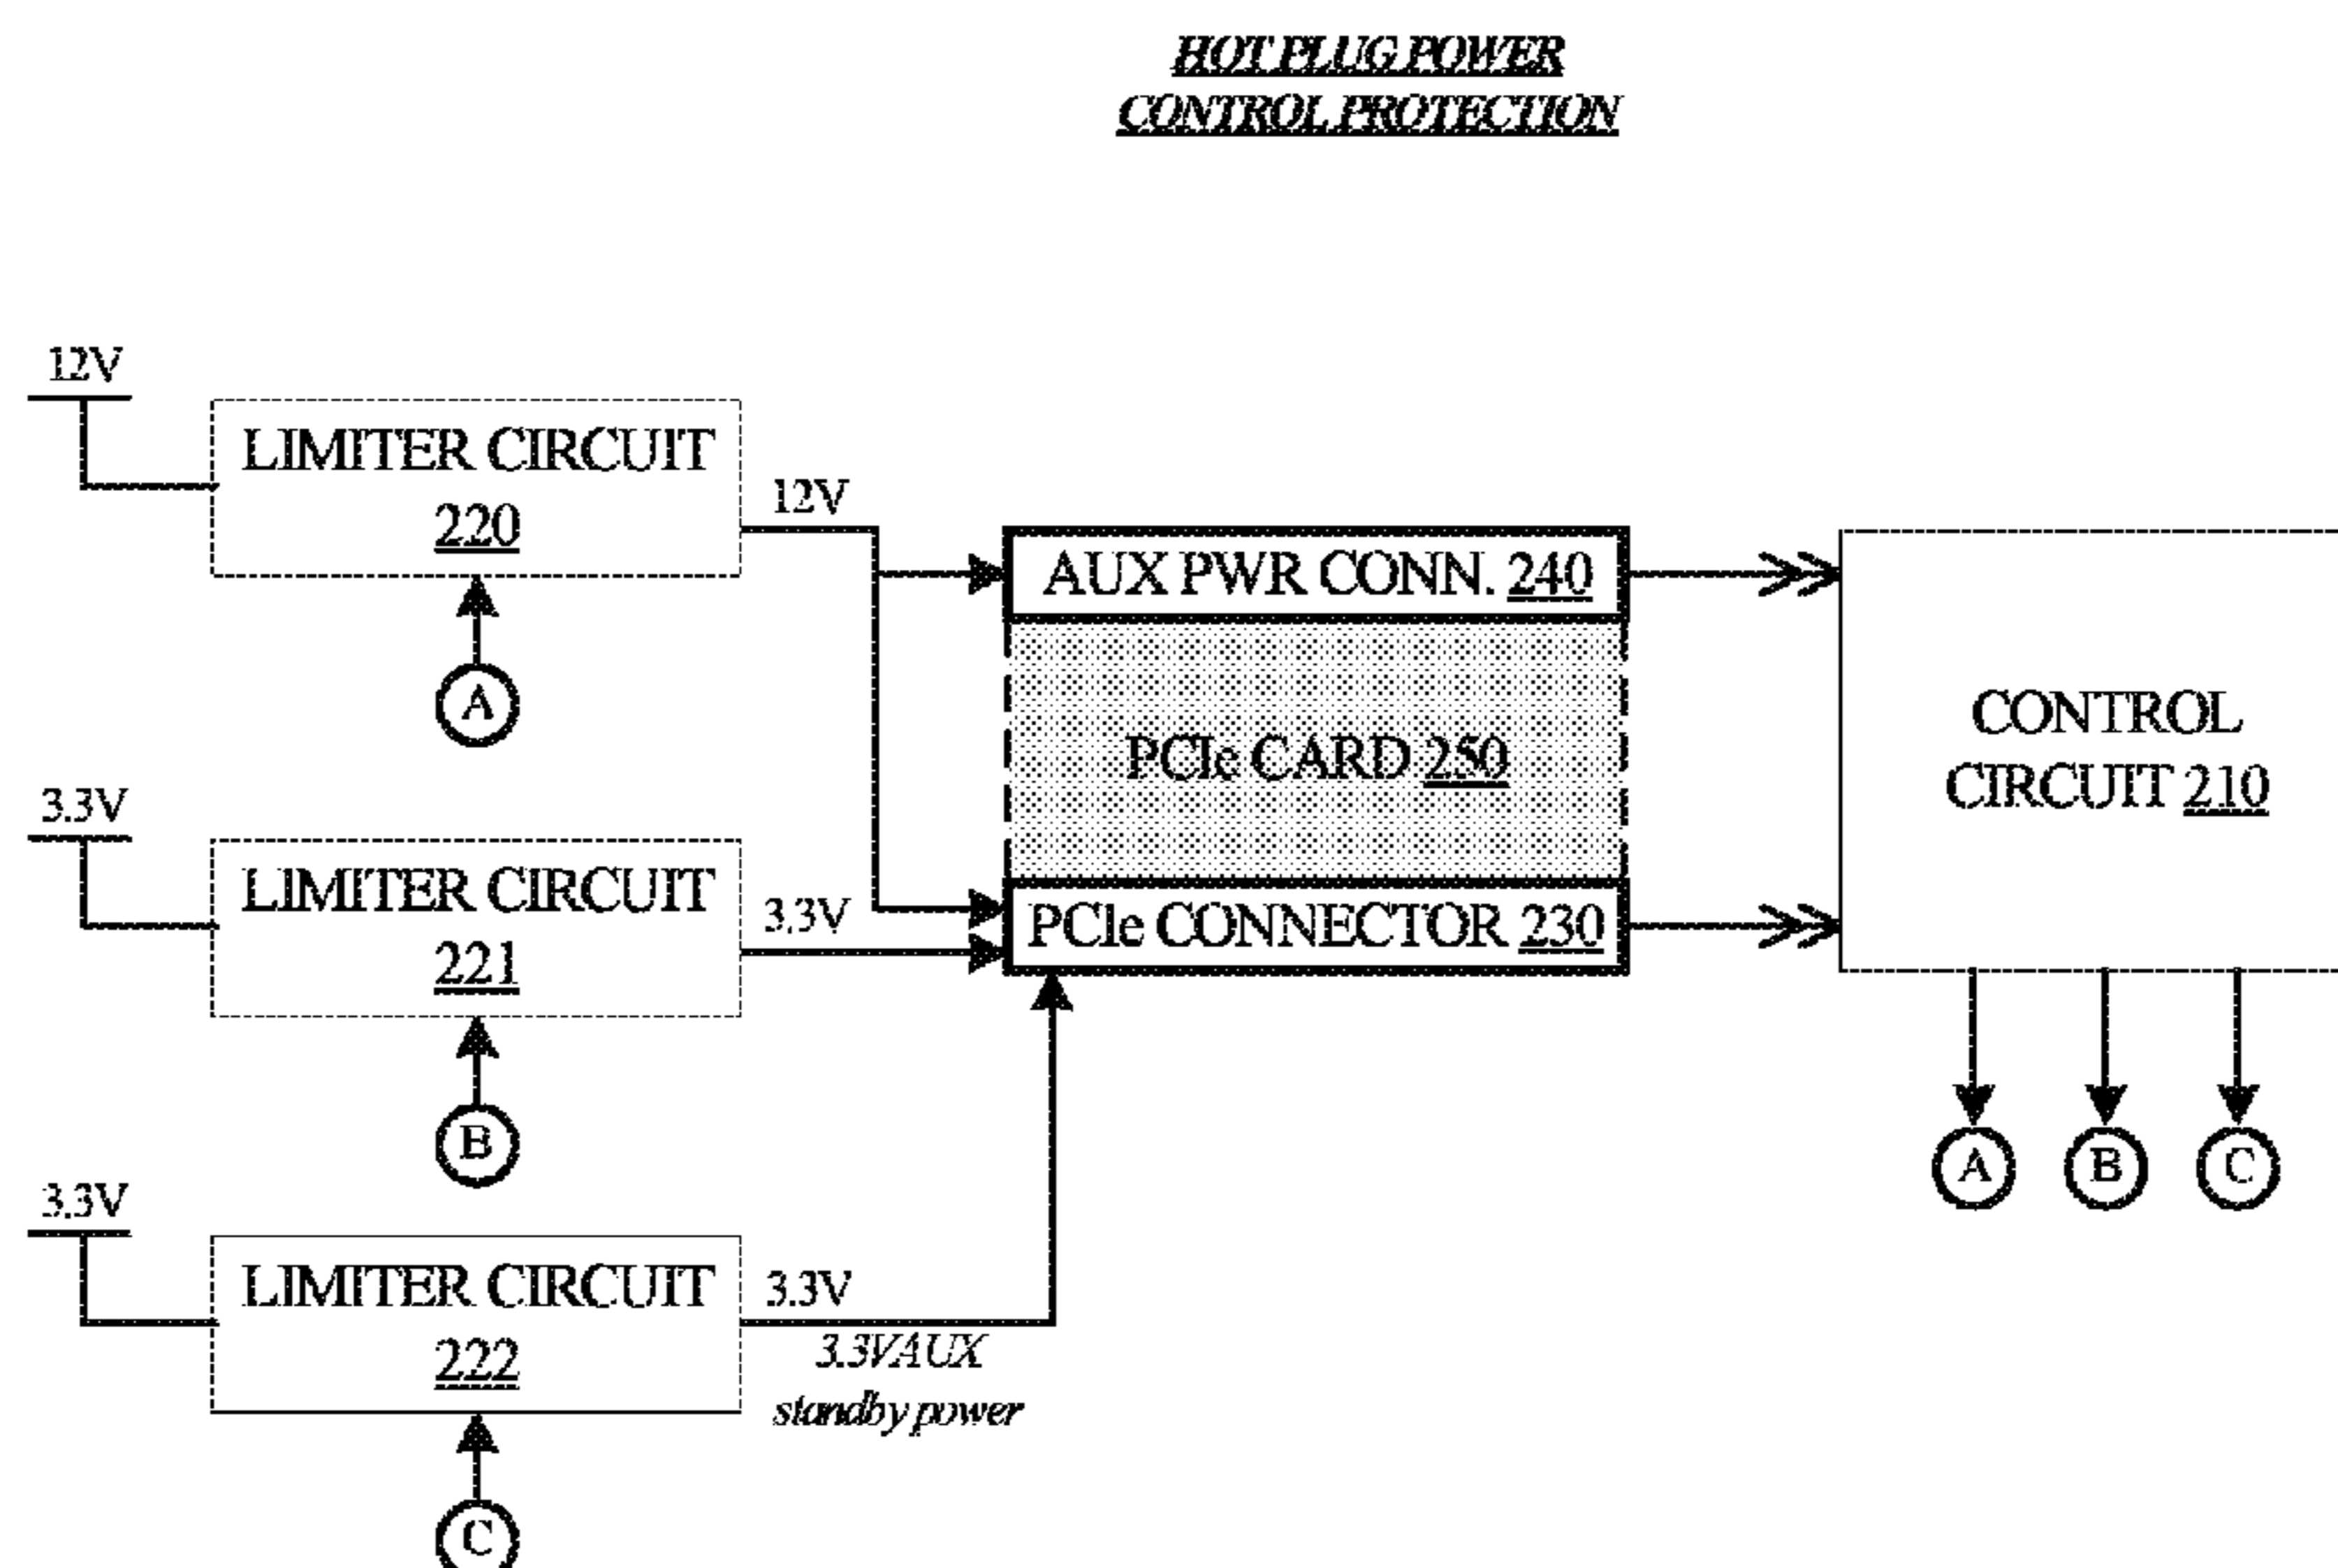 HOT PLUG POWER
CONTROL PROTECTION
12V
LIMITER CIRCUIT
220
12V
A
AUX PWR CONN. 240
PCIe CARD 250
PCIe CONNECTOR 230
CONTROL
CIRCUIT 210
A
B
C
3.3V
LIMITER CIRCUIT
221
3.3V
B
3.3V
LIMITER CIRCUIT
222
3.3V
3.3VAUX
standby power
C